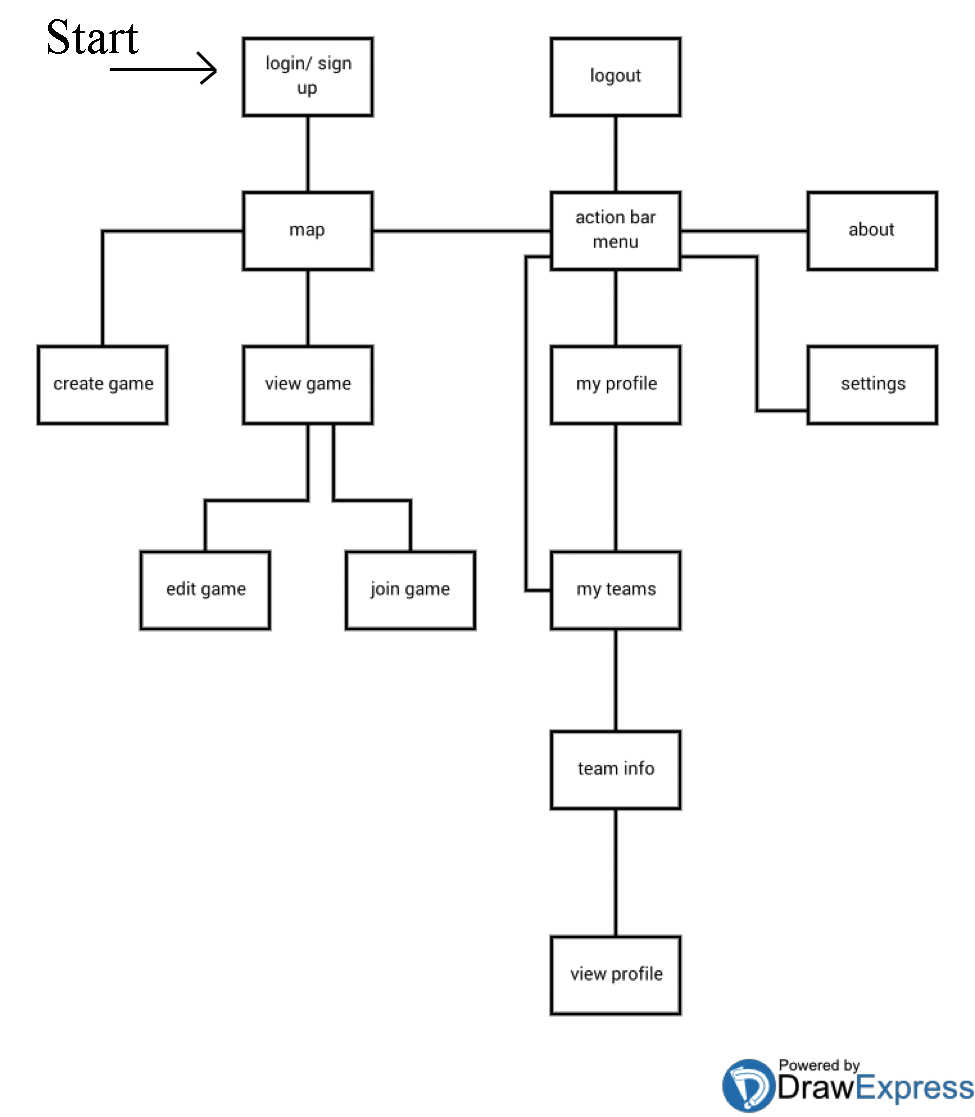 Start
login/ sign
up
logout
map
action bar
menu
about
create game
view game
my profile
settings
edit game
join game
my teams
team info
view profile
Powered by
DrawExpress